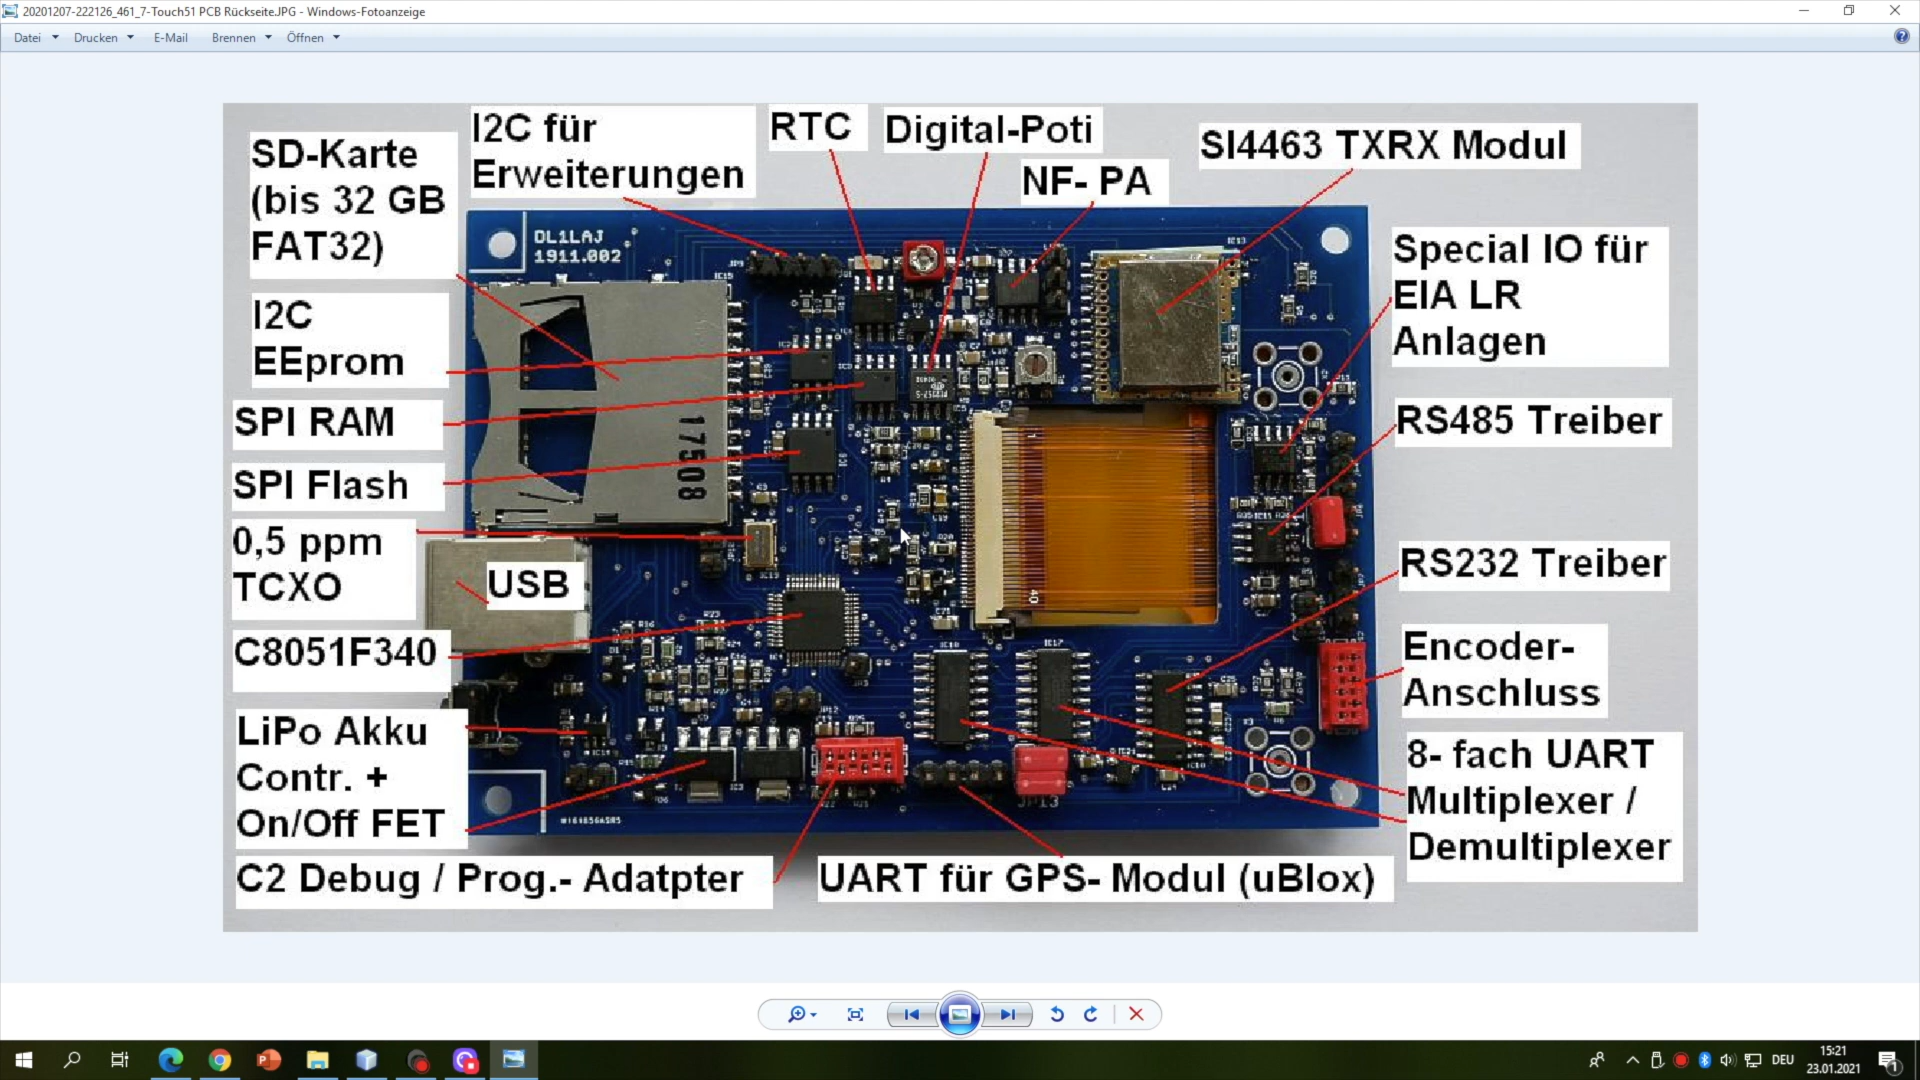 20201207-222126_461_7-Touch51 PCB Rückseite.JPG - Windows-Fotoanzeige
Datei Drucken E-Mail Brennen Öffnen
SD-Karte
(bis 32 GB
FAT32)
I2C für
Erweiterungen
RTC
Digital-Poti
NF- PA
SI4463 TXRX Modul
DL1LAJ
1911.002
Special IO für
EIA LR
Anlagen
I2C
EEprom
SPI RAM
SPI Flash
17508
RS485 Treiber
0,5 ppm
TCXO
USB
RS232 Treiber
C8051F340
Encoder-
Anschluss
LiPo Akku
Contr. +
On/Off FET
8- fach UART
Multiplexer /
Demultiplexer
JP13
C2 Debug / Prog.- Adatpter
UART für GPS- Modul (uBlox)
DEU
15:21
23.01.2021